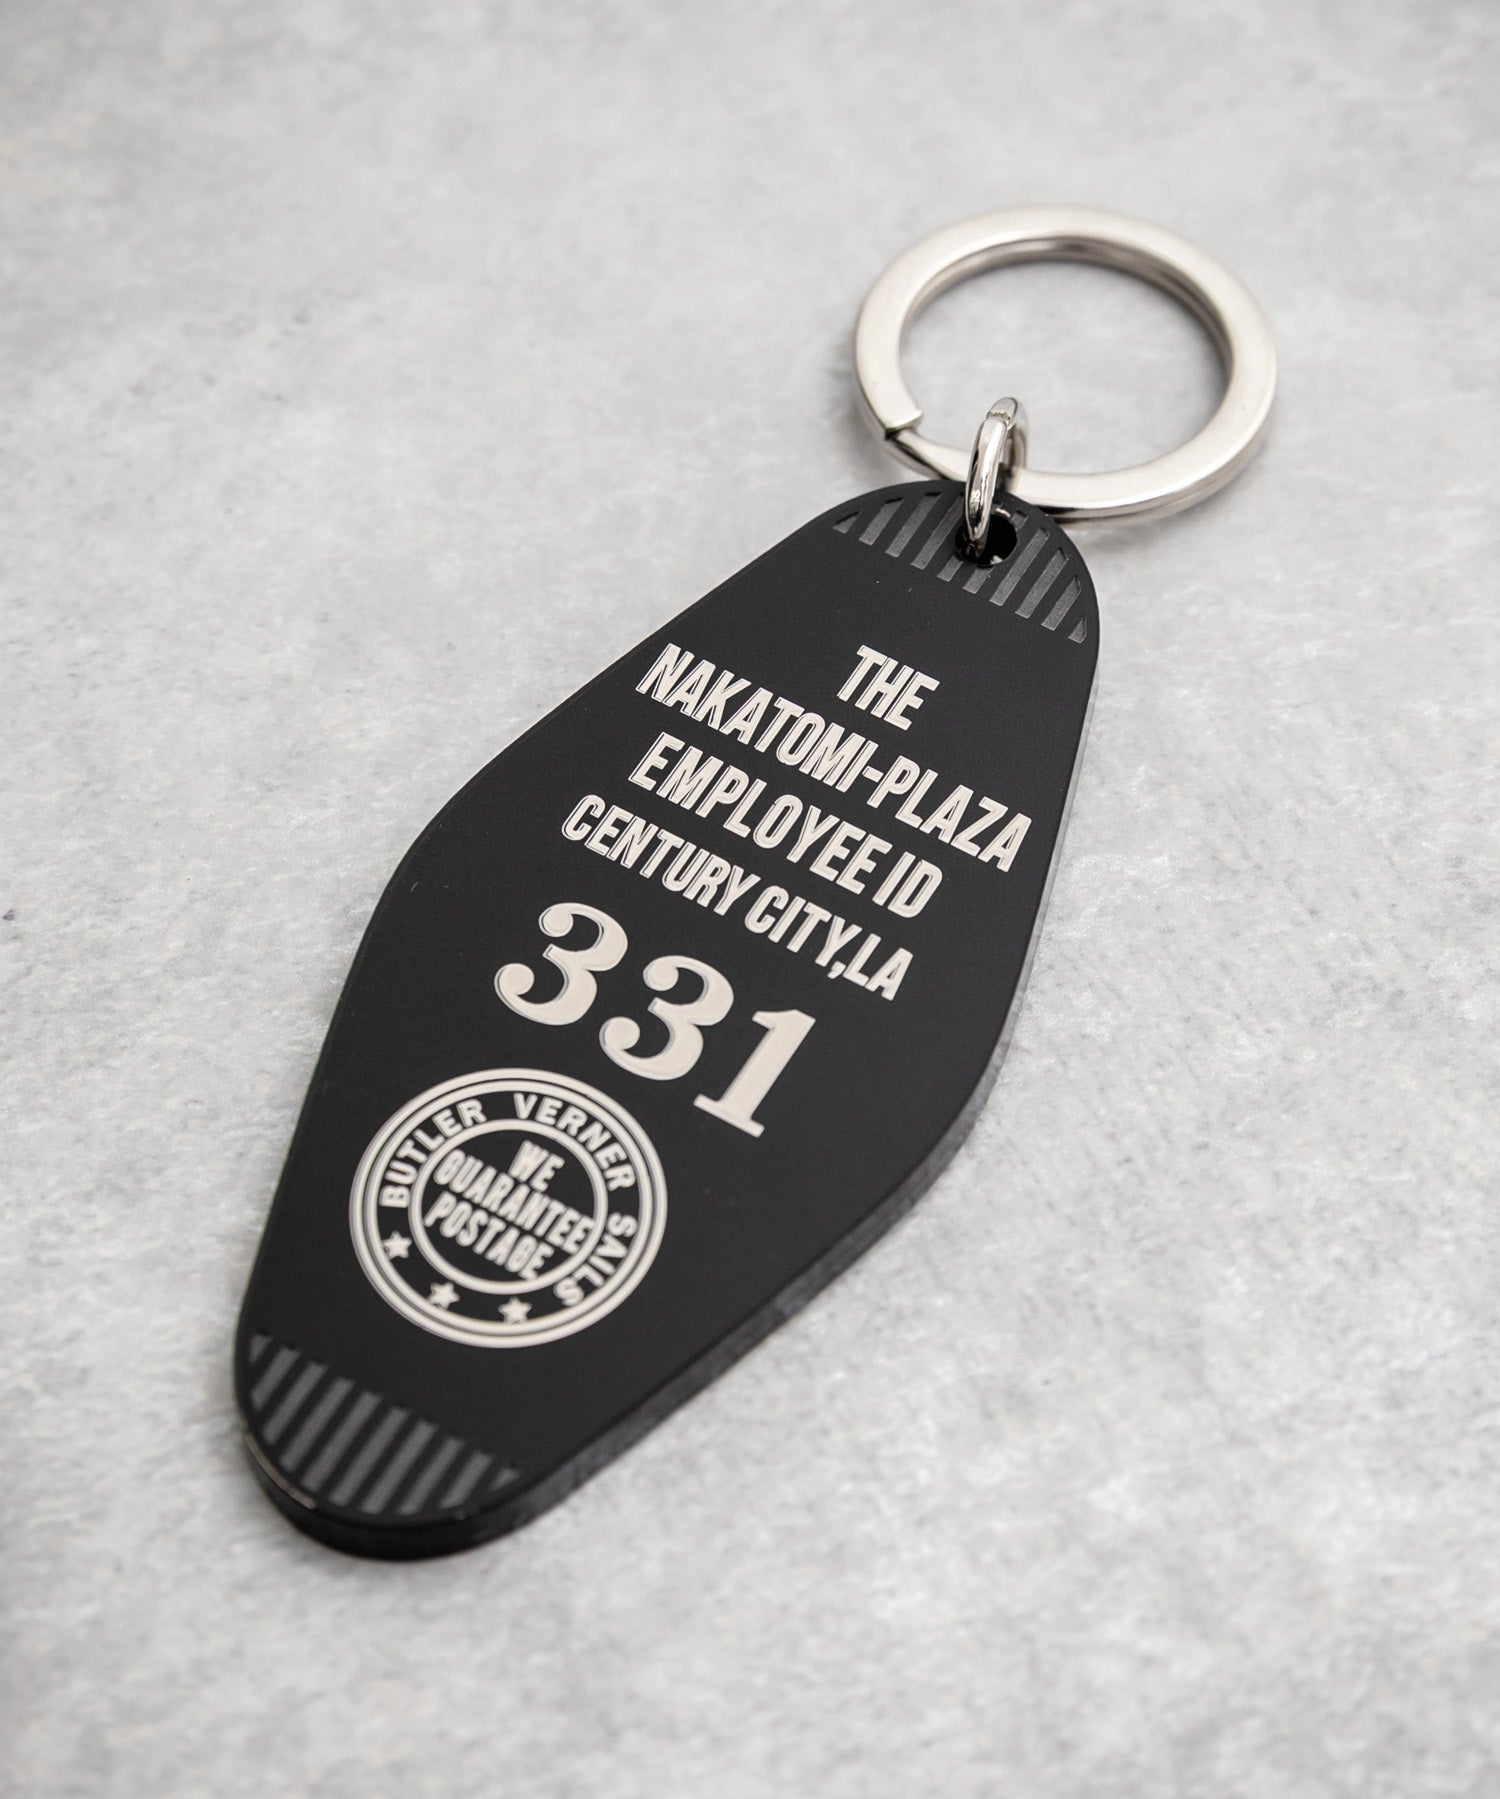 THE
NAKATOMI-PLAZA
EMPLOYEE ID
CENTURY CITY,LA
331
BUTLER VERNER SAILS
WE
GUARANTEE
POSTAGE